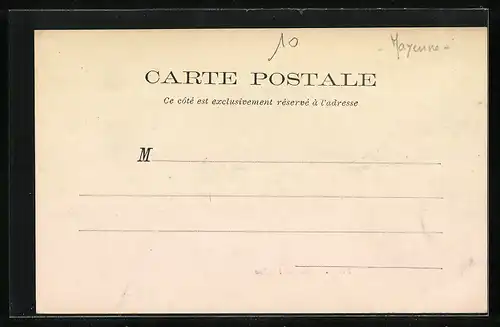 10
- Mayenne -
CARTE POSTALE
Ce côté est exclusivement réservé à l'adresse
M